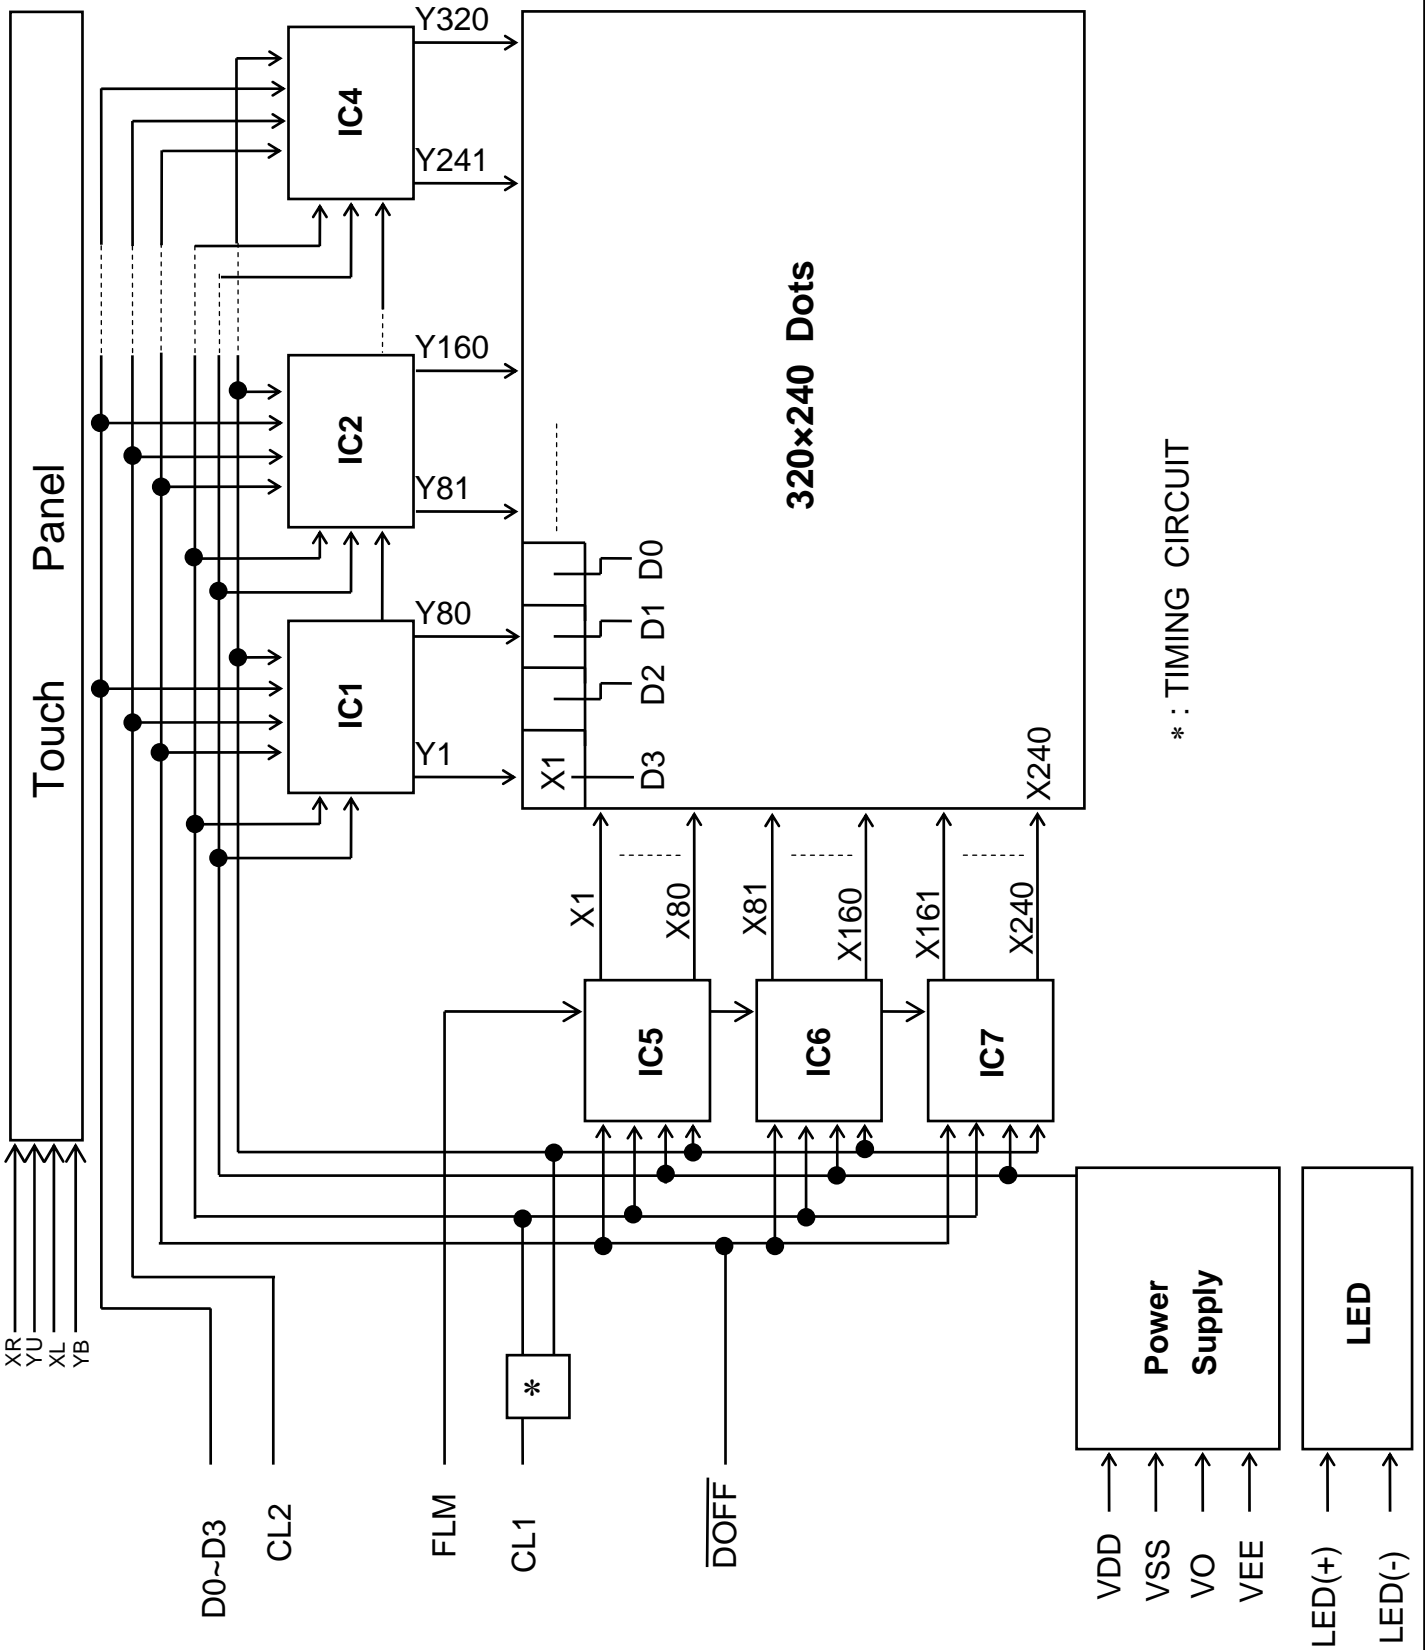 Touch Panel
XR
YU
XL
YB
D0~D3
CL2
FLM
CL1
*
DOFF
IC1
IC2
IC4
Y1
Y80
Y81
Y160
Y241
Y320
X1
D3
D2
D1
D0
320×240 Dots
X240
X1
X80
X81
X160
X161
X240
IC5
IC6
IC7
* : TIMING CIRCUIT
Power
Supply
VDD
VSS
VO
VEE
LED
LED(+)
LED(-)